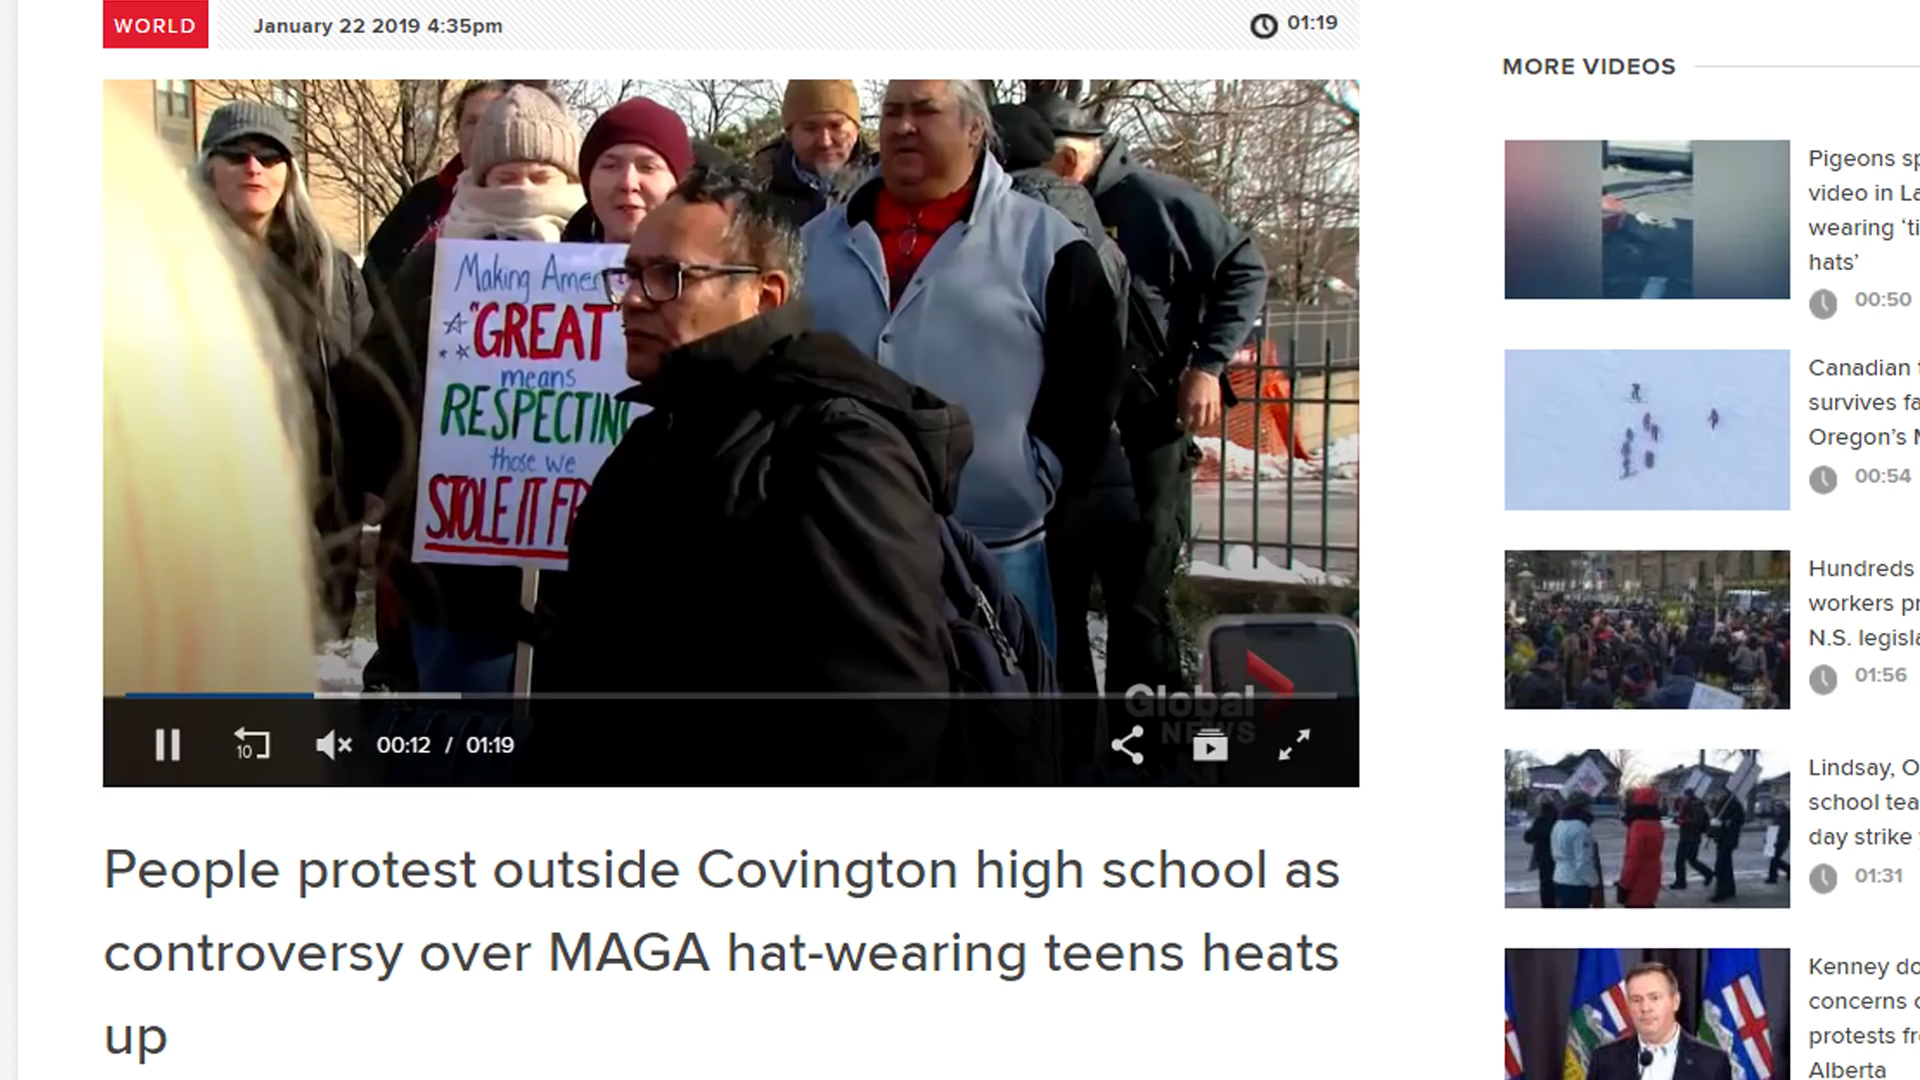 WORLD
January 22 2019 4:35pm
01:19
Making Amer
"GREAT"
means
RESPECTING
those we
STOLE IT FR
Global
NEWS
10
00:12 / 01:19
People protest outside Covington high school as
controversy over MAGA hat-wearing teens heats
up
MORE VIDEOS
Pigeons sp
video in La
wearing ‘ti
hats’
00:50
Canadian
survives fa
Oregon’s M
00:54
Hundreds
workers pr
N.S. legisla
01:56
Lindsay, O
school tea
day strike
01:31
Kenney do
concerns
protests fr
Alberta